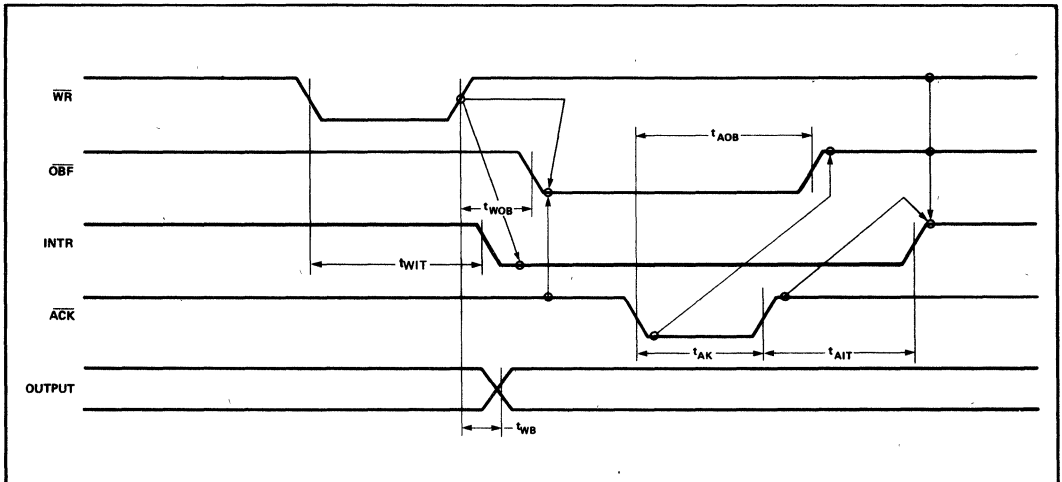 WR
tAOB
OBF
tWOB
INTR
tWIT
ACK
tAK
tAIT
OUTPUT
tWB